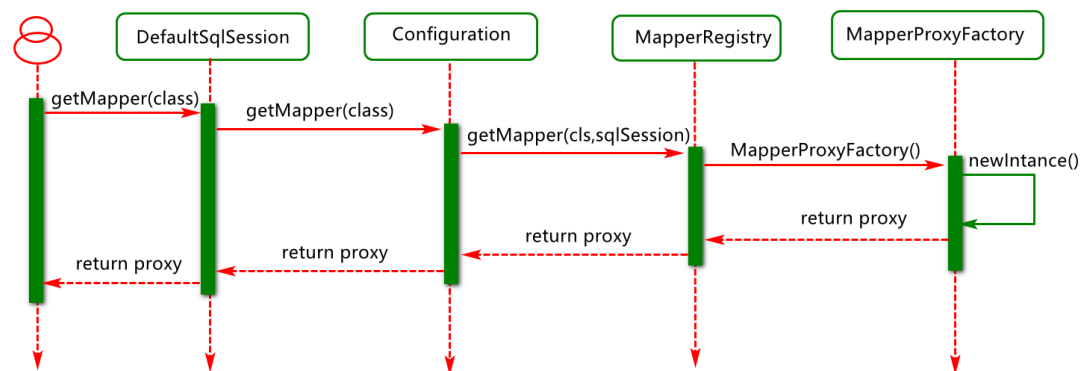 DefaultSqlSession
Configuration
MapperRegistry
MapperProxyFactory
getMapper(class)
getMapper(class)
getMapper(cls,sqlSession)
MapperProxyFactory()
newIntance()
return proxy
return proxy
return proxy
return proxy